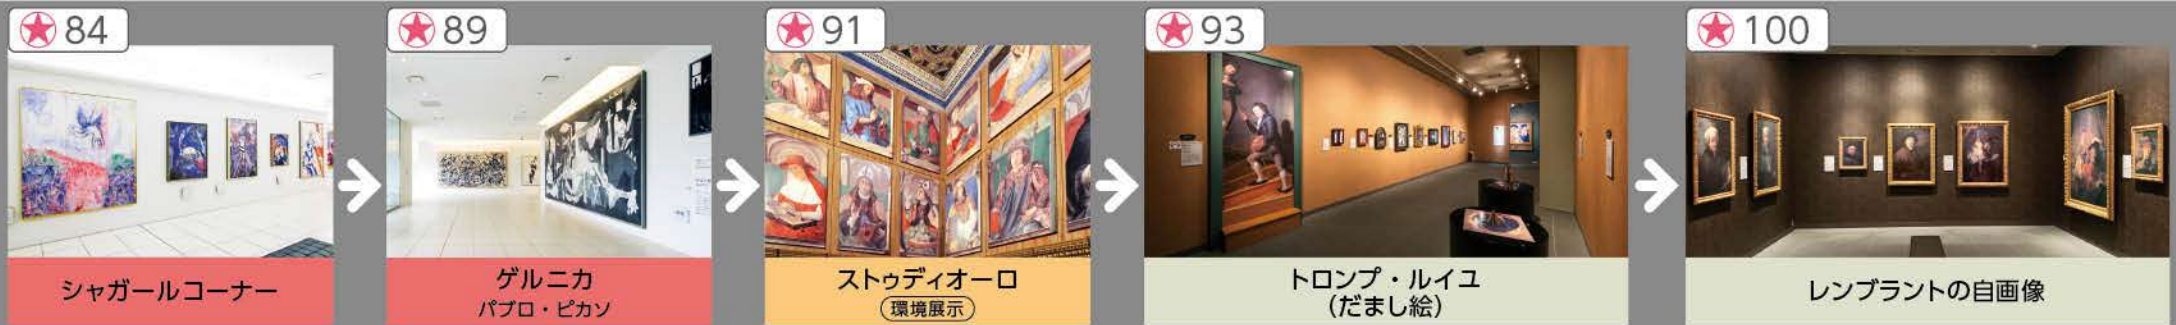 84
シャガールコーナー
89
ゲルニカ
パブロ・ピカソ
91
ストゥディオーロ
環境展示
93
トロンプ・ルイユ
(だまし絵)
100
レンブラントの自画像